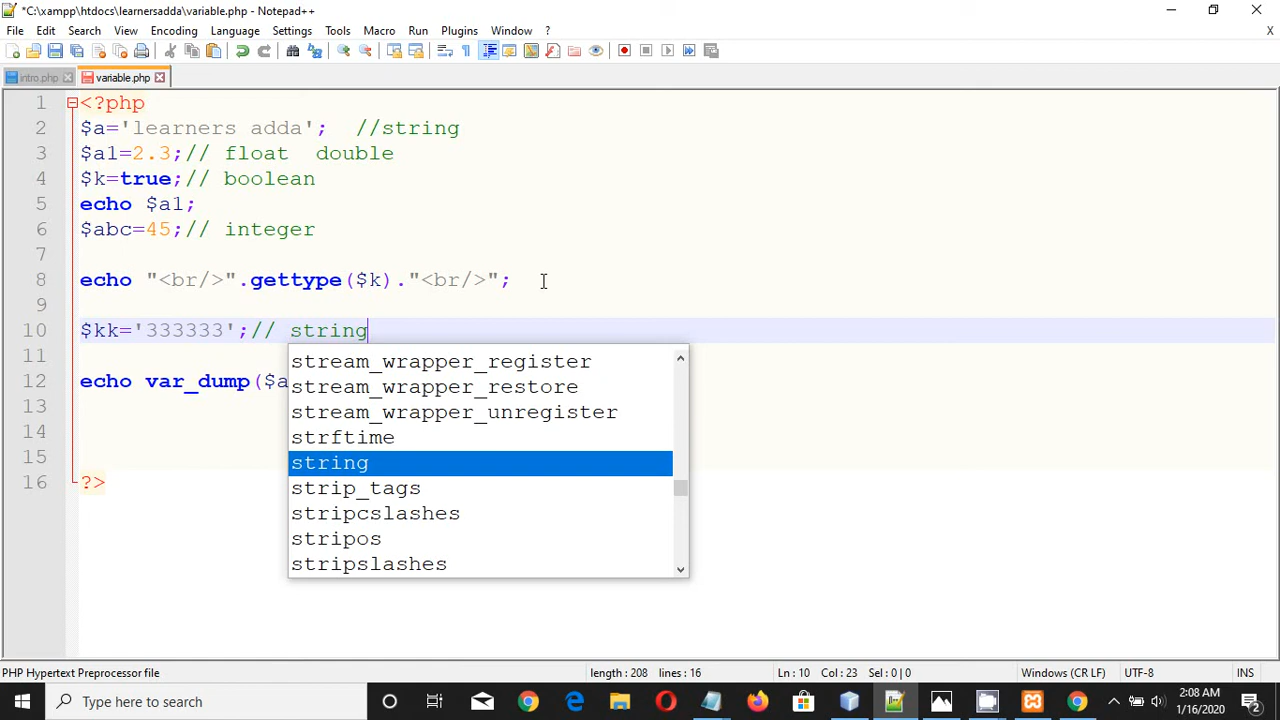 *C:\xampp\htdocs\learnersadda\variable.php - Notepad++
File Edit Search View Encoding Language Settings Tools Macro Run Plugins Window ? X
intro.php variable.php
1 <?php
2 $a='learners adda'; //string
3 $a1=2.3;// float double
4 $k=true;// boolean
5 echo $a1;
6 $abc=45;// integer
7
8 echo "<br/>".gettype($k)."<br/>";
9
10 $kk='333333';// string
11
stream_wrapper_register
12 echo var_dump($a
stream_wrapper_restore
13
stream_wrapper_unregister
14
strftime
15
string
16 ?>
strip_tags
stripcslashes
stripos
stripslashes
PHP Hypertext Preprocessor file length : 208 lines : 16 Ln : 10 Col : 23 Sel : 0 | 0 Windows (CR LF) UTF-8 INS
Type here to search
2:08 AM
1/16/2020
2